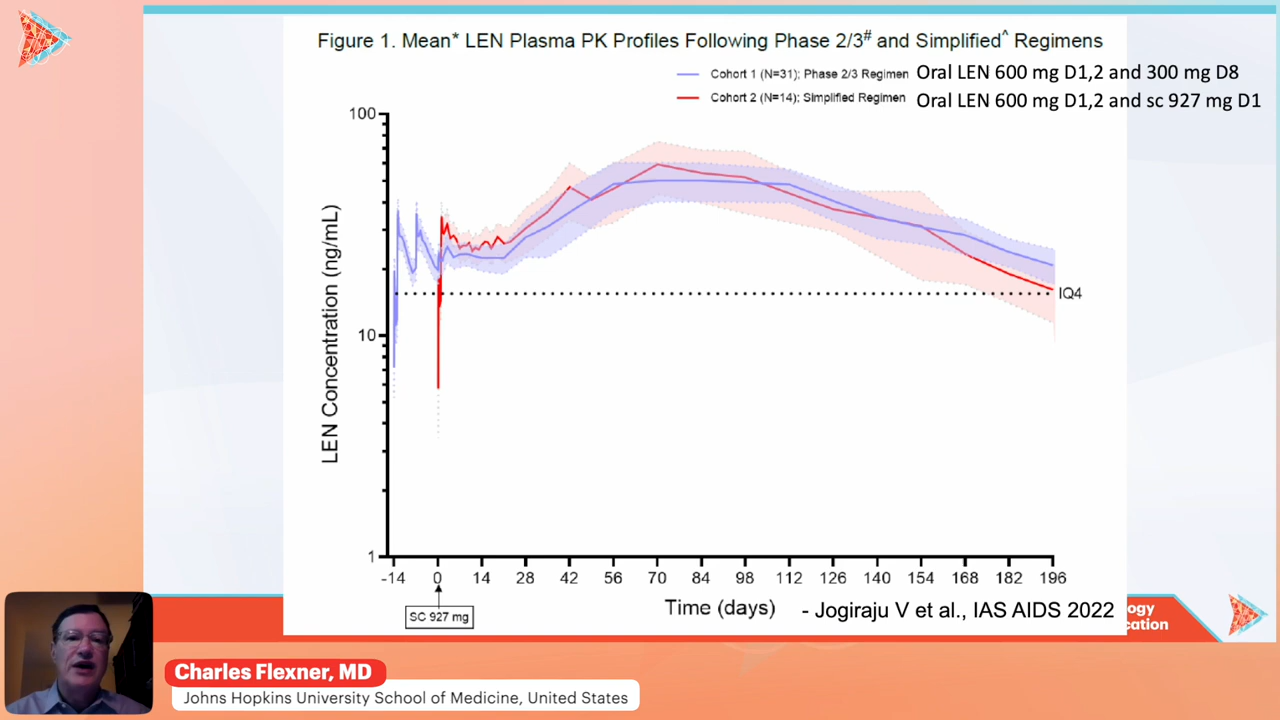 Figure 1. Mean* LEN Plasma PK Profiles Following Phase 2/3# and Simplified^ Regimens
Cohort 1 (N=31); Phase 2/3 Regimen Oral LEN 600 mg D1,2 and 300 mg D8
Cohort 2 (N=14); Simplified Regimen Oral LEN 600 mg D1,2 and sc 927 mg D1
100
10
1
LEN Concentration (ng/mL)
IQ4
-14 0 14 28 42 56 70 84 98 112 126 140 154 168 182 196
SC 927 mg
Time (days)
- Jogiraju V et al., IAS AIDS 2022
ogy
cation
Charles Flexner, MD
Johns Hopkins University School of Medicine, United States